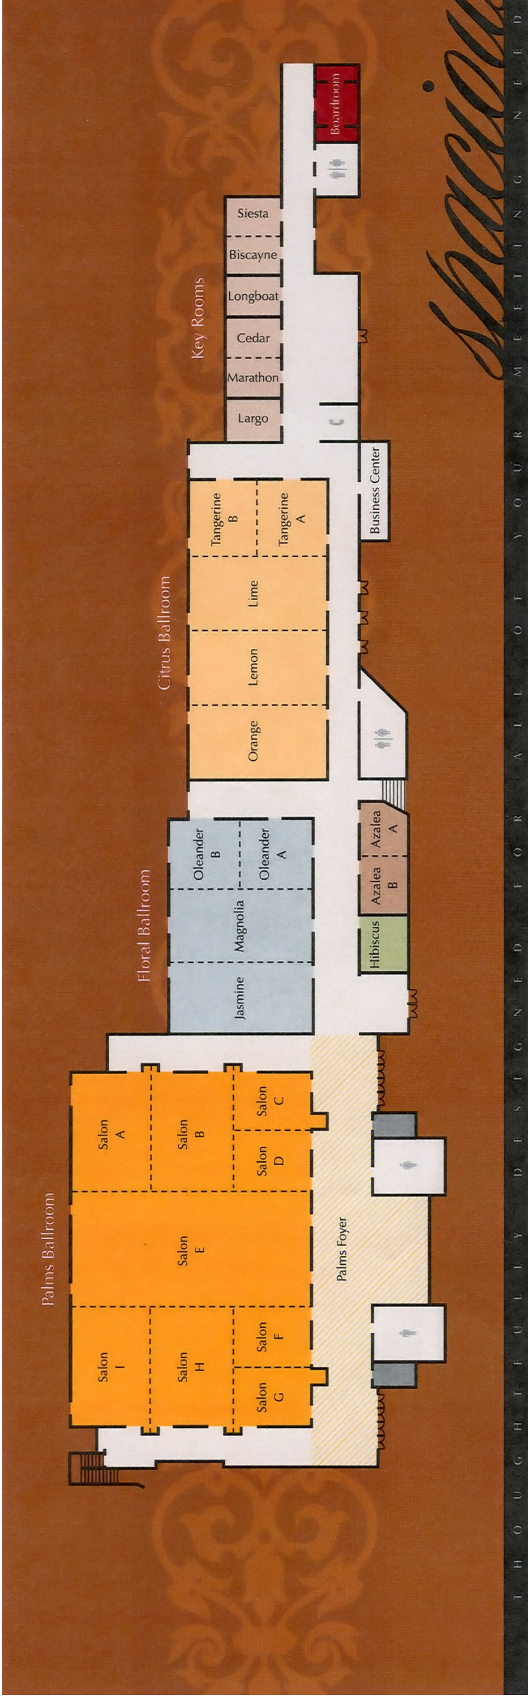 spacious
THOUGHTFULLY DESIGNED FOR ALL OF YOUR MEETING NEED
Palms Ballroom
Salon
I
Salon
H
Salon
G
Salon
F
Salon
E
Salon
A
Salon
B
Salon
D
Salon
C
Palms Foyer
Floral Ballroom
Jasmine
Magnolia
Oleander
B
Oleander
A
Hibiscus
Azalea
B
Azalea
A
Citrus Ballroom
Orange
Lemon
Lime
Tangerine
B
Tangerine
A
Business Center
Key Rooms
Largo
Marathon
Cedar
Longboat
Biscayne
Siesta
Boardroom